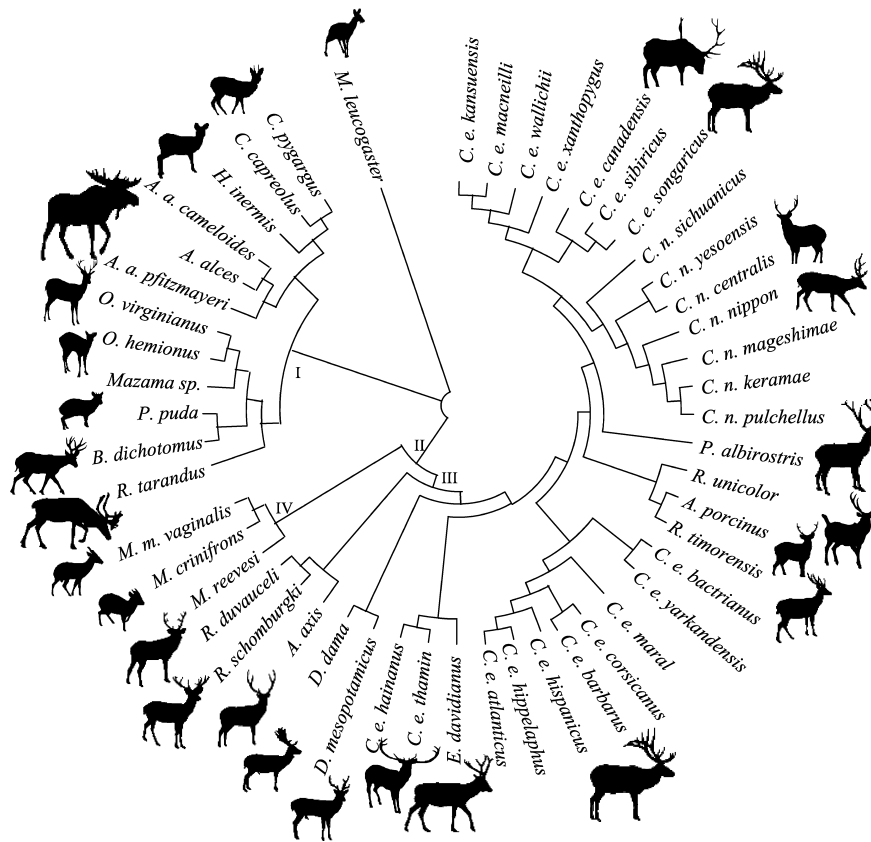 M. leucogaster
C. e. kansuensis
C. e. macneilli
C. e. wallichii
C. e. xanthopygus
C. e. canadensis
C. e. sibiricus
C. e. songaricus
C. n. sichuanicus
C. n. yesoensis
C. n. centralis
C. n. nippon
C. n. mageshimae
C. n. keramae
C. n. pulchellus
P. albirostris
R. unicolor
A. porcinus
R. timorensis
C. e. bactrianus
C. e. yarkandensis
C. e. maral
C. e. corsicanus
C. e. barbarus
C. e. hispanicus
C. e. hippelaphus
C. e. atlanticus
E. davidianus
C. e. thamin
C. e. hainanus
D. mesopotamicus
D. dama
A. axis
R. schomburgki
R. duvauceli
M. reevesi
M. crinifrons
M. m. vaginalis
R. tarandus
B. dichotomus
P. puda
Mazama sp.
O. hemionus
O. virginianus
A. a. pfitzmayeri
A. alces
A. a. cameloides
H. inermis
C. capreolus
C. pygargus
I
II
III
IV